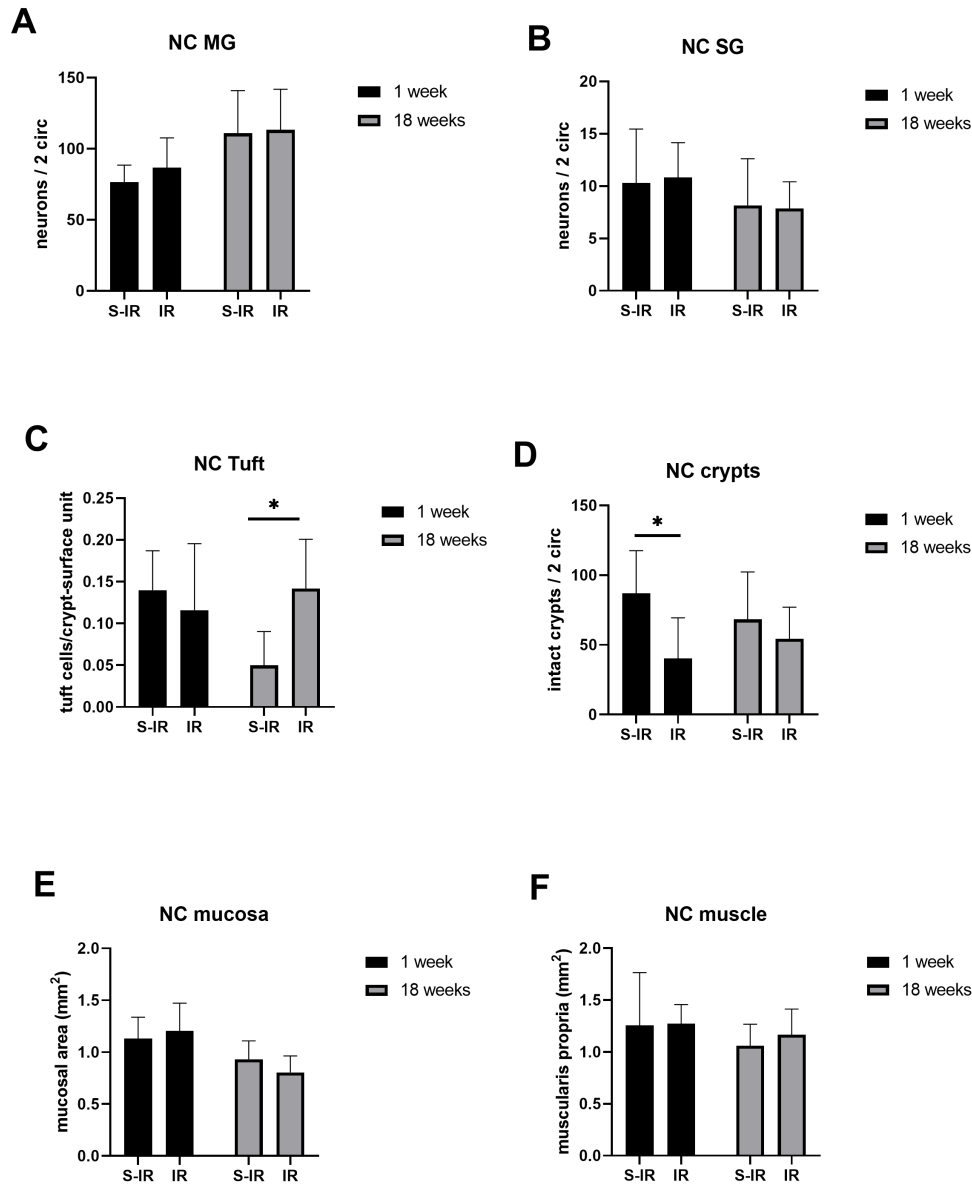 A
NC MG
neurons / 2 circ
150
100
50
0
S-IR IR S-IR IR
1 week
18 weeks
B
NC SG
neurons / 2 circ
20
15
10
5
0
S-IR IR S-IR IR
1 week
18 weeks
C
NC Tuft
tuft cells/crypt-surface unit
0.25
0.20
0.15
0.10
0.05
0.00
*
S-IR IR S-IR IR
1 week
18 weeks
D
NC crypts
intact crypts / 2 circ
150
100
50
0
*
S-IR IR S-IR IR
1 week
18 weeks
E
NC mucosa
mucosal area (mm²)
2.0
1.5
1.0
0.5
0.0
S-IR IR S-IR IR
1 week
18 weeks
F
NC muscle
muscularis propria (mm²)
2.0
1.5
1.0
0.5
0.0
S-IR IR S-IR IR
1 week
18 weeks